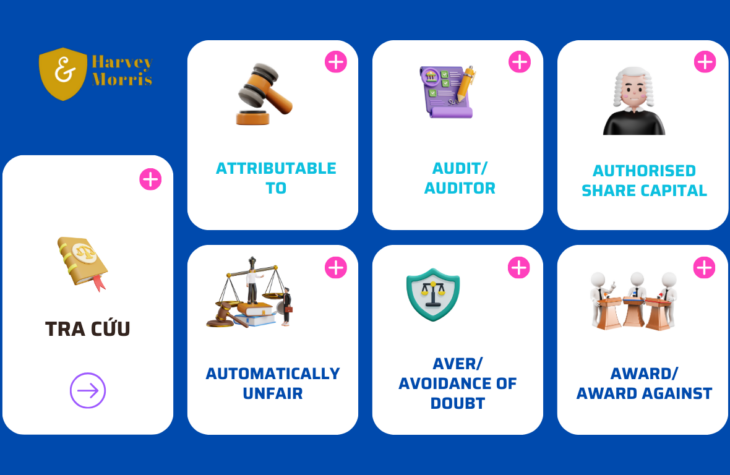 Harvey
& Morris
TRA CỨU
ATTRIBUTABLE
TO
AUDIT/
AUDITOR
AUTHORISED
SHARE CAPITAL
AUTOMATICALLY
UNFAIR
AVER/
AVOIDANCE OF
DOUBT
AWARD/
AWARD AGAINST